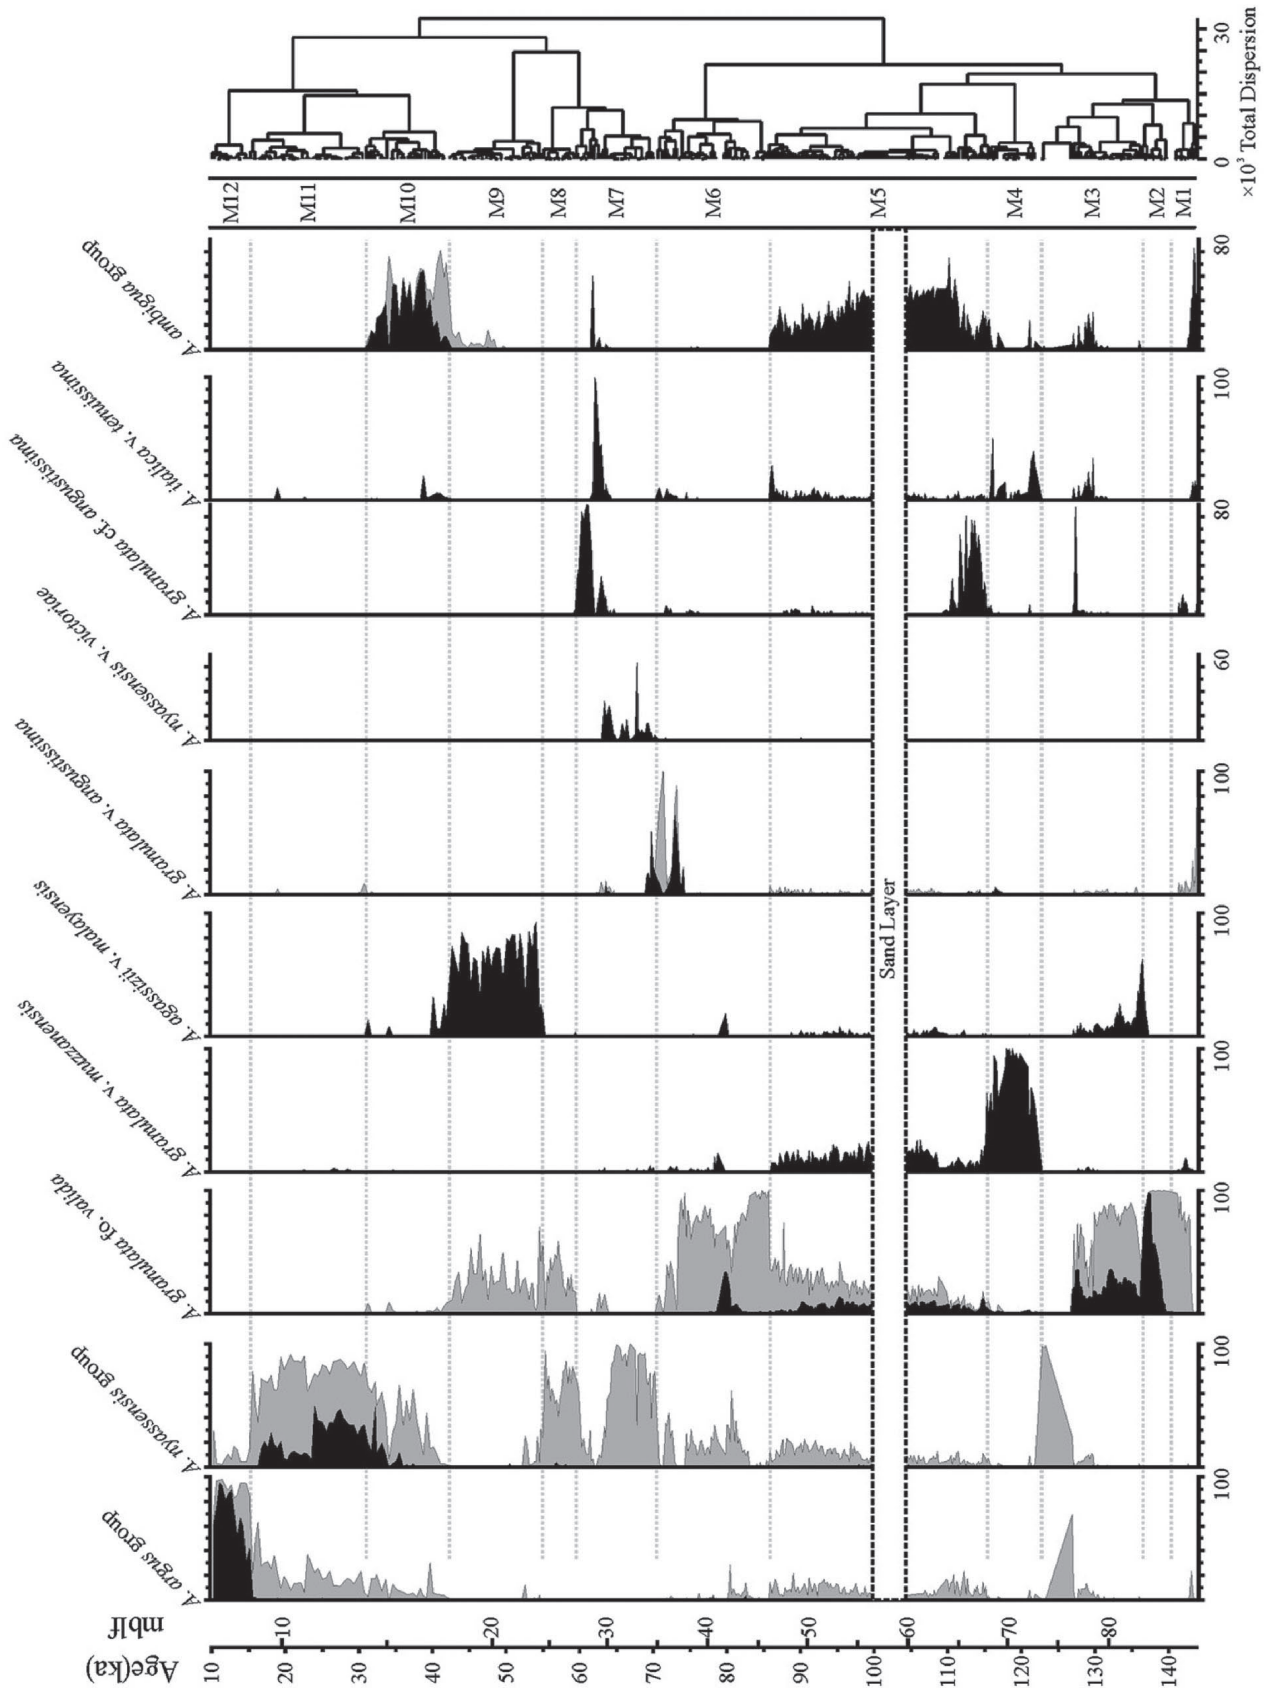 Age(ka)
10
20
30
40
50
60
70
80
90
100
110
120
130
140
mblf
10
20
30
40
50
60
70
80
A. argus group
100
A. nyassensis group
100
A. granulata fo. valida
100
A. granulata v. muzzanensis
100
A. agassizii v. malayensis
100
A. granulata v. angustissima
100
A. nyassensis v. victoriae
60
A. granulata cf. angustissima
80
A. italica v. tenuissima
100
A. ambigua group
80
Sand Layer
M12
M11
M10
M9
M8
M7
M6
M5
M4
M3
M2
M1
0
30
×10³ Total Dispersion